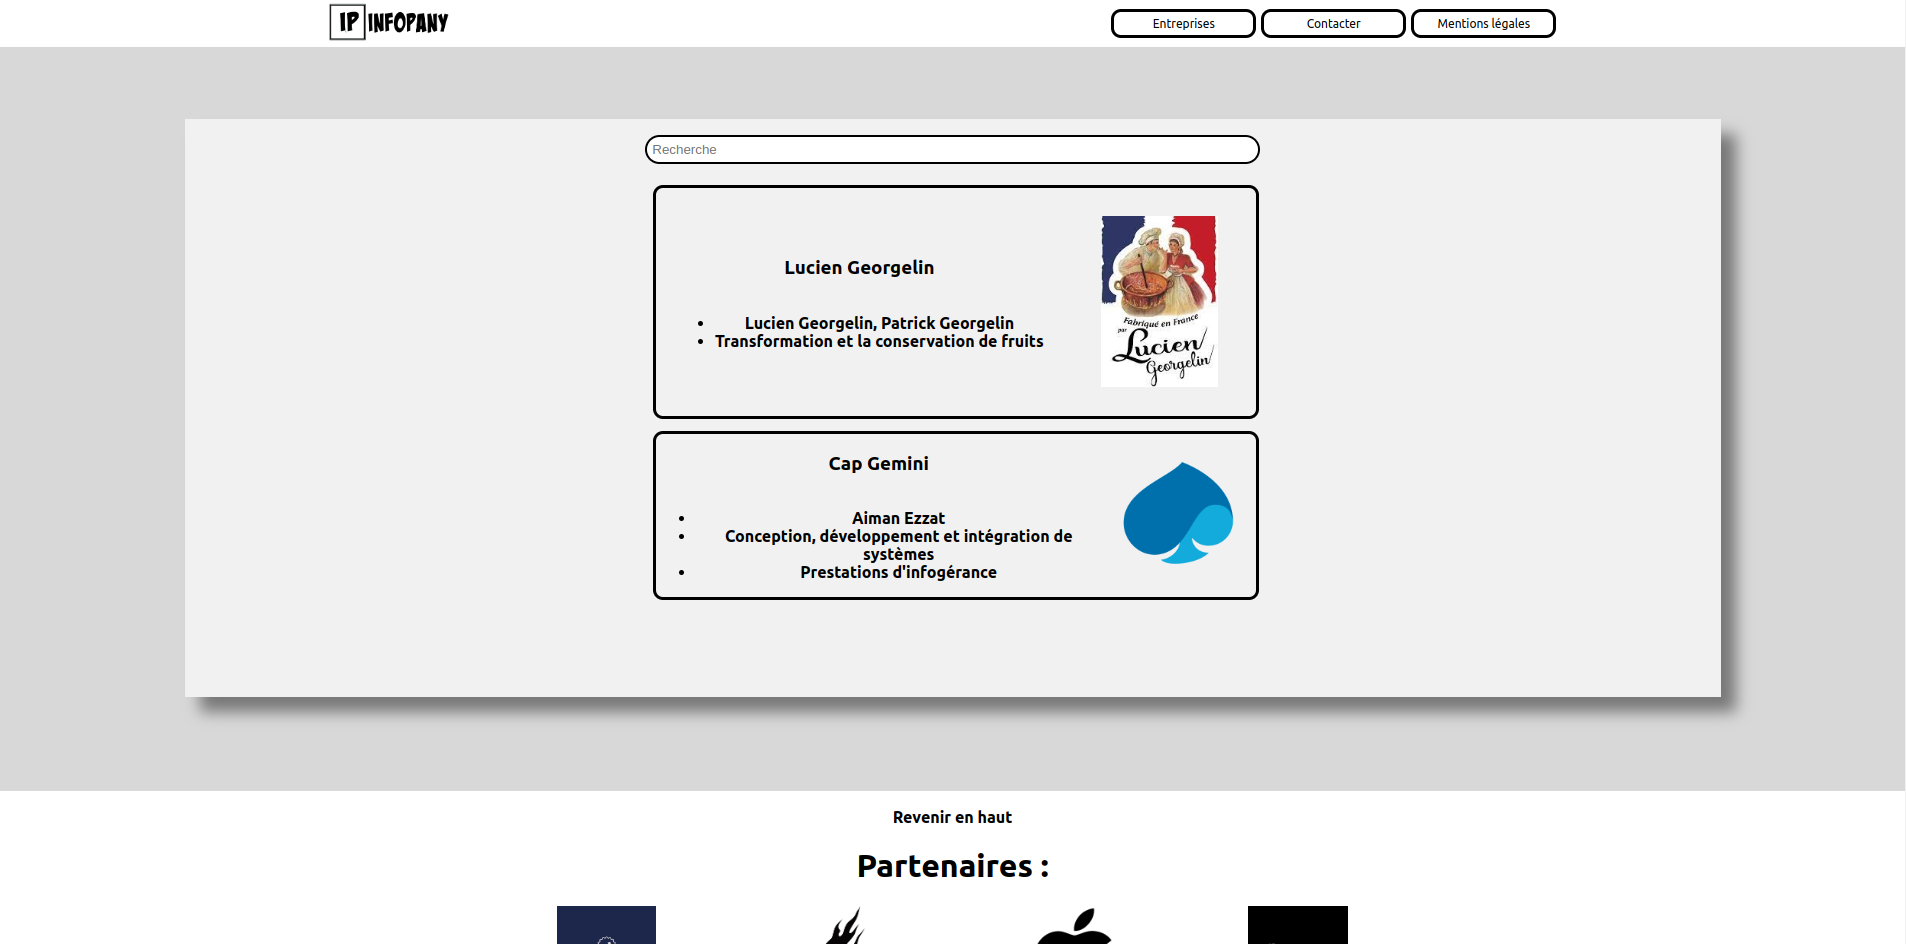 IP INFOPANY
Entreprises
Contacter
Mentions légales
Recherche
Lucien Georgelin
Lucien Georgelin, Patrick Georgelin
Transformation et la conservation de fruits
Fabriqué en France
par
Lucien
Georgelin
Cap Gemini
Aiman Ezzat
Conception, développement et intégration de
systèmes
Prestations d'infogérance
Revenir en haut
Partenaires :